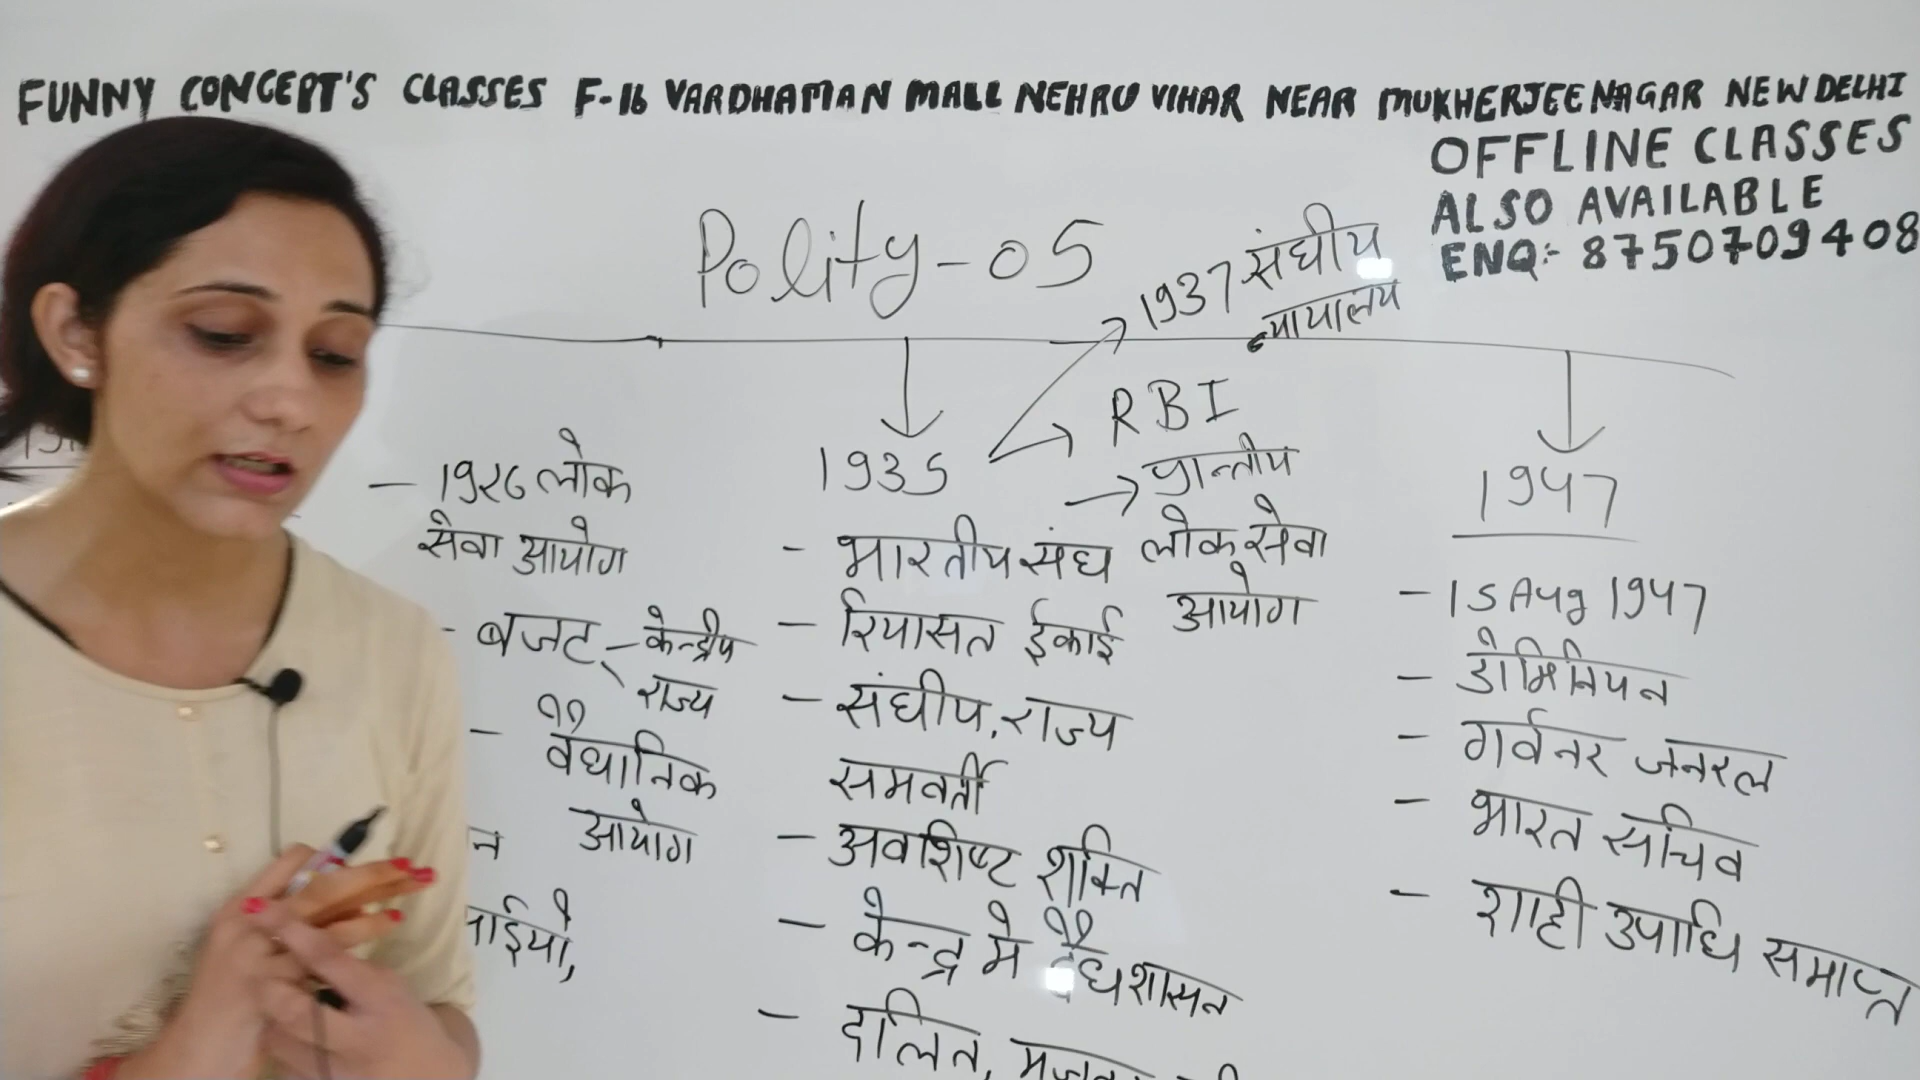 FUNNY CONCEPT'S CLASSES F-16 VARDHAMAN MALL NEHRU VIHAR NEAR MUKHERJEE NAGAR NEW DELHI
OFFLINE CLASSES
ALSO AVAILABLE
ENQ:- 8750709408
Polity-05
1937 संघीय
न्यायालय
- 1926 लोक
सेवा आयोग
- बजट - केन्द्रीय
राज्य
- वैधानिक
आयोग
न
1935
→ RBI
→ प्रान्तीय
लोक सेवा
आयोग
- भारतीय संघ
- रियासत ईकाई
- संघीय, राज्य
समवर्ती
- अवशिष्ट शक्ति
- केन्द्र मे द्वैधशासन
- दलित,
1947
- 15 Aug 1947
- डोमिनियन
- गर्वनर जनरल
- भारत सचिव
- शाही उपाधि समाप्त